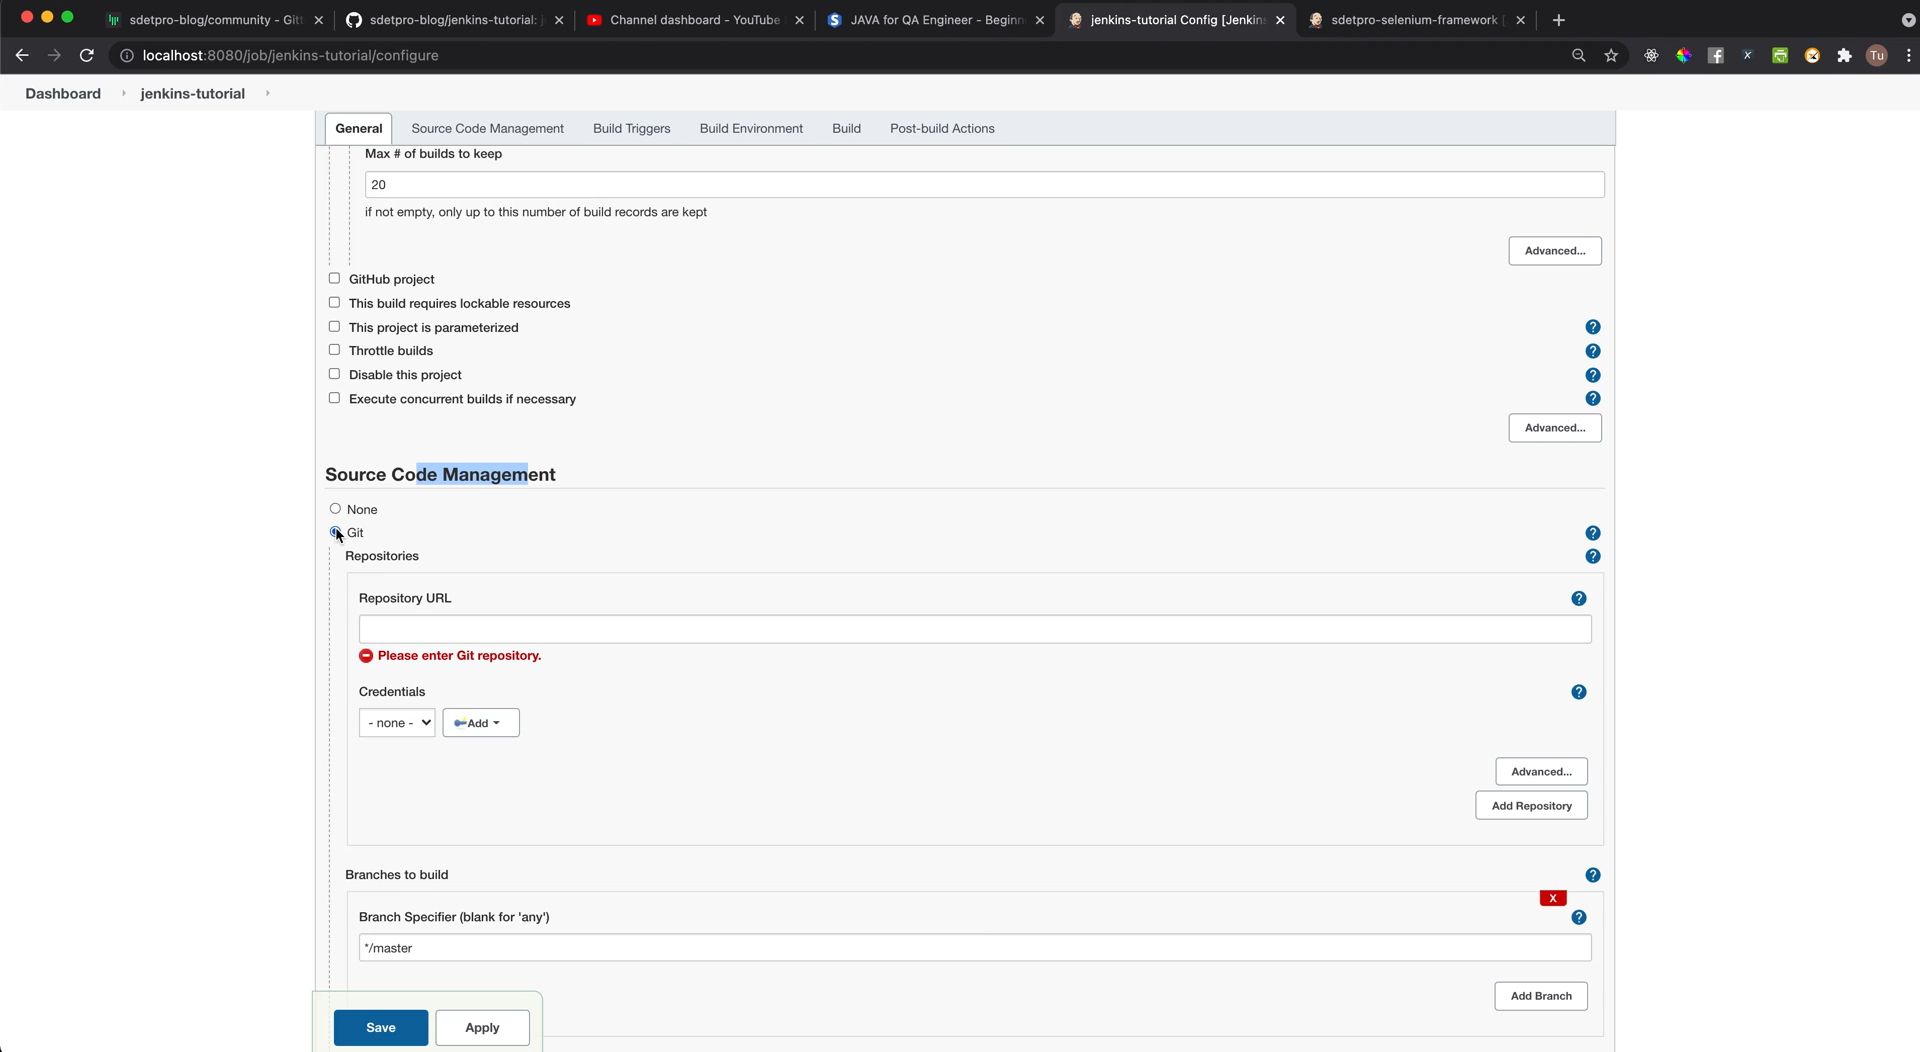 sdetpro-blog/community - Gitt
sdetpro-blog/jenkins-tutorial: j
Channel dashboard - YouTube
JAVA for QA Engineer - Beginn
jenkins-tutorial Config [Jenkins
sdetpro-selenium-framework [
localhost:8080/job/jenkins-tutorial/configure
Tu
Dashboard
jenkins-tutorial
General
Source Code Management
Build Triggers
Build Environment
Build
Post-build Actions
Max # of builds to keep
20
if not empty, only up to this number of build records are kept
Advanced...
GitHub project
This build requires lockable resources
This project is parameterized
?
Throttle builds
?
Disable this project
?
Execute concurrent builds if necessary
?
Advanced...
Source Code Management
None
Git
?
Repositories
?
Repository URL
?
Please enter Git repository.
Credentials
?
- none -
Add
Advanced...
Add Repository
Branches to build
?
X
Branch Specifier (blank for 'any')
?
*/master
Add Branch
Save
Apply